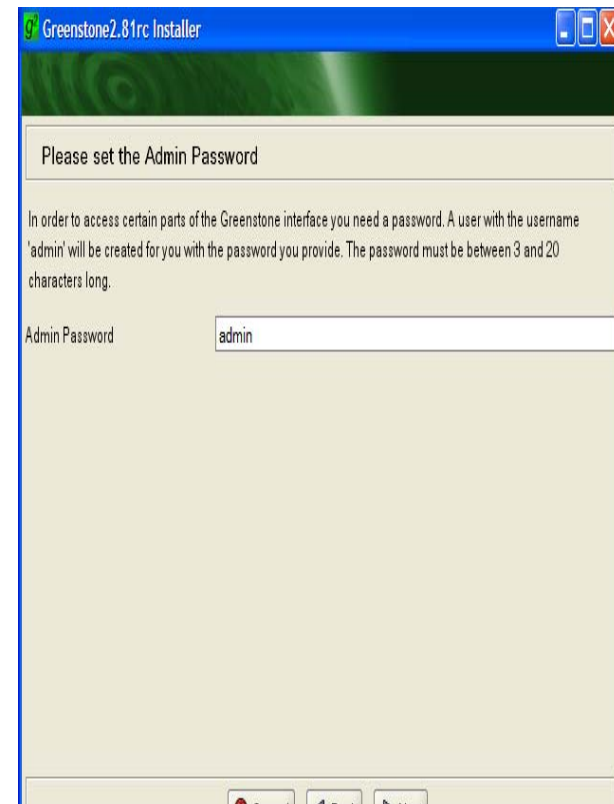 Greenstone2.81rc Installer
Please set the Admin Password
In order to access certain parts of the Greenstone interface you need a password. A user with the username
'admin' will be created for you with the password you provide. The password must be between 3 and 20
characters long.
Admin Password
admin